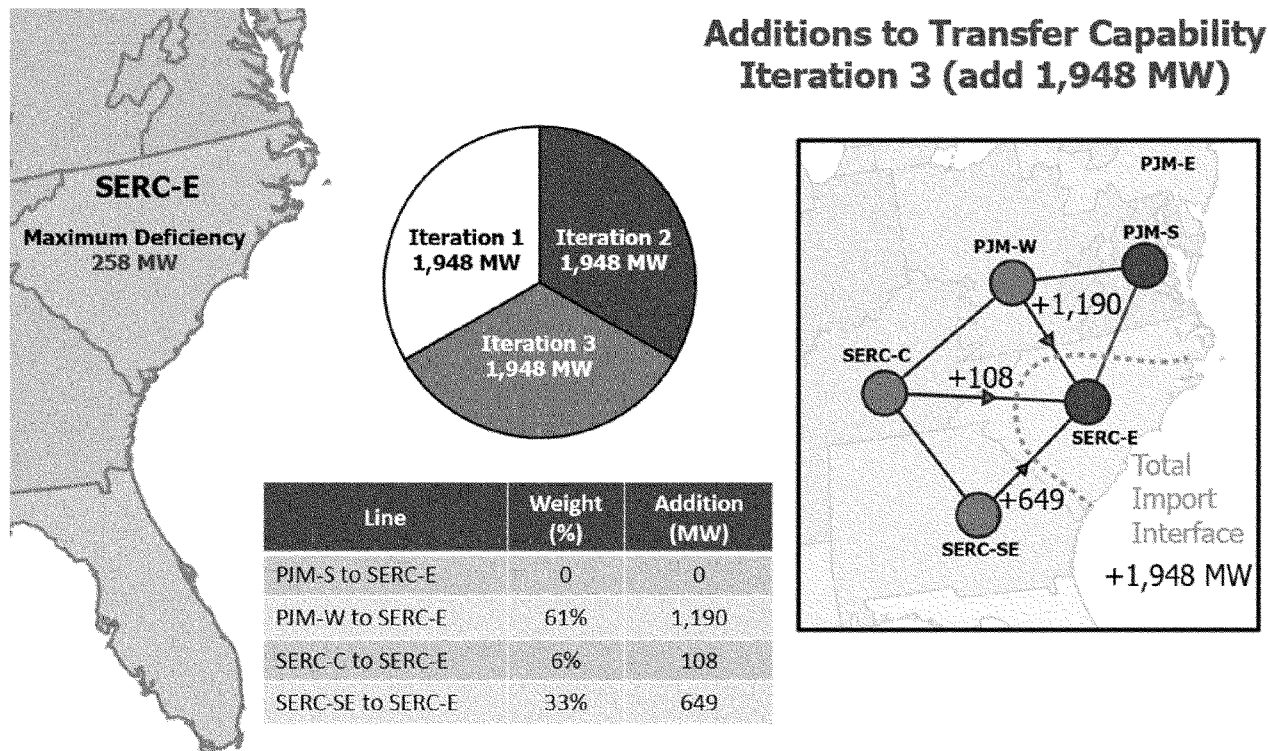 Additions to Transfer Capability
Iteration 3 (add 1,948 MW)
SERC-E
Maximum Deficiency
258 MW
Iteration 1
1,948 MW
Iteration 2
1,948 MW
Iteration 3
1,948 MW
PJM-E
PJM-S
PJM-W
+1,190
SERC-C
+108
SERC-E
+649
SERC-SE
Total
Import
Interface
+1,948 MW
Line Weight (%) Addition (MW)
PJM-S to SERC-E 0 0
PJM-W to SERC-E 61% 1,190
SERC-C to SERC-E 6% 108
SERC-SE to SERC-E 33% 649